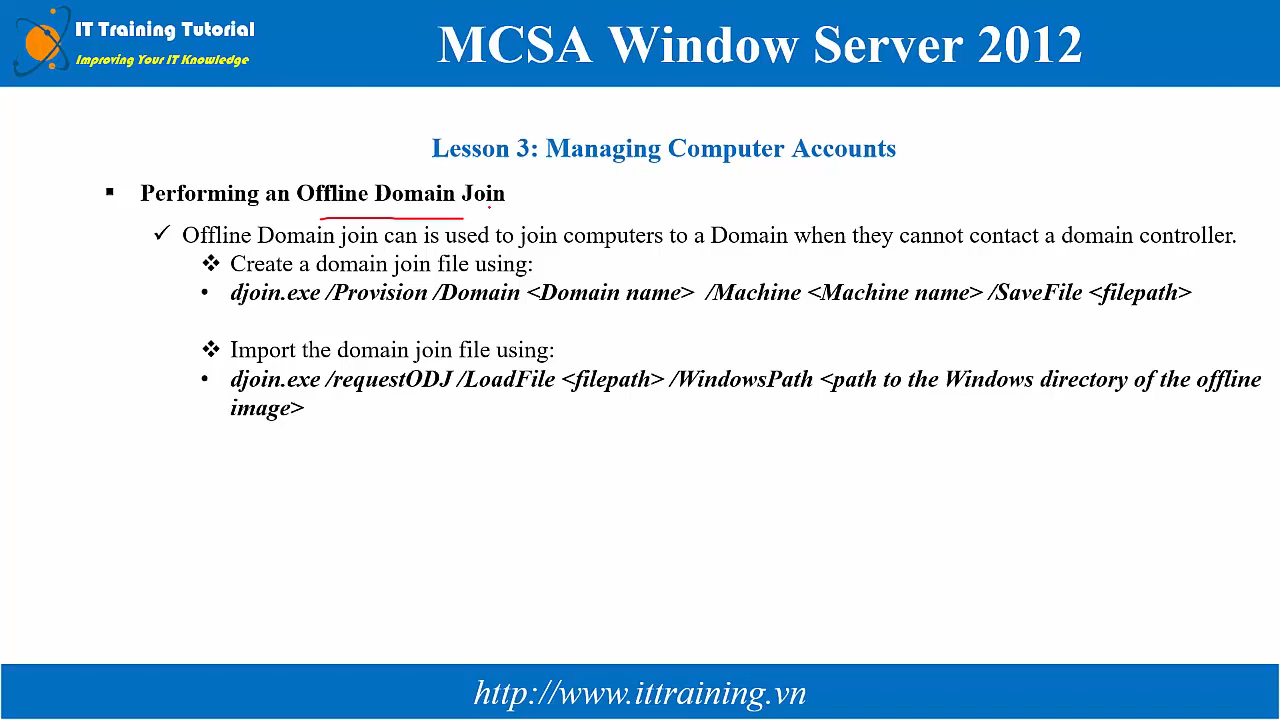 IT Training Tutorial
Improving Your IT Knowledge
MCSA Window Server 2012
Lesson 3: Managing Computer Accounts
▪ Performing an Offline Domain Join
✓ Offline Domain join can is used to join computers to a Domain when they cannot contact a domain controller.
❖ Create a domain join file using:
• djoin.exe /Provision /Domain <Domain name> /Machine <Machine name> /SaveFile <filepath>
❖ Import the domain join file using:
• djoin.exe /requestODJ /LoadFile <filepath> /WindowsPath <path to the Windows directory of the offline
image>
http://www.ittraining.vn